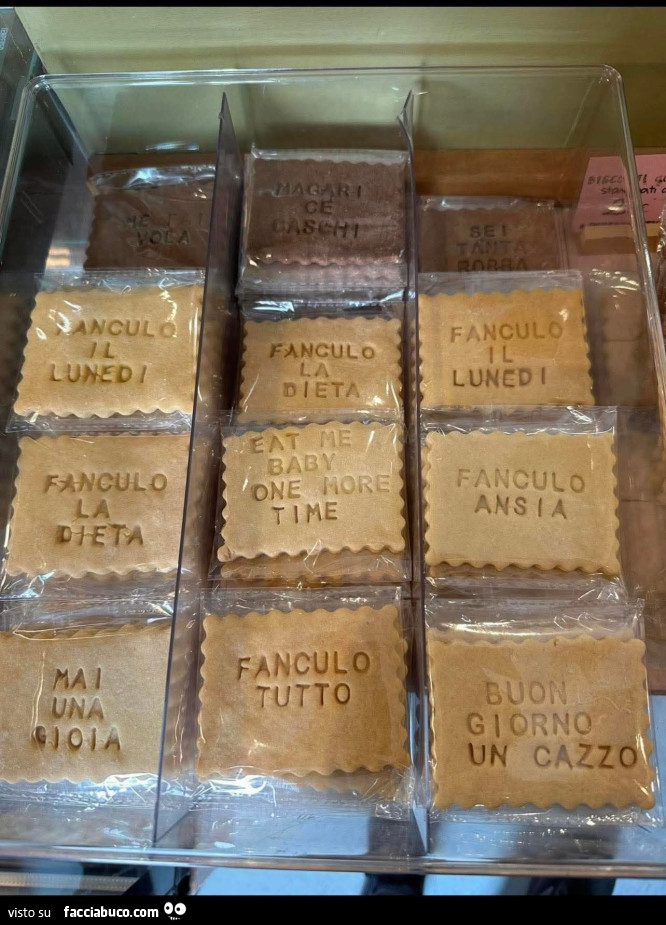 VOLA
MAGARI
CE
CASCHI
SEI
TANTA
ROBBA
BISCOTTI
FANCULO
IL
LUNEDI
FANCULO
LA
DIETA
FANCULO
IL
LUNEDI
FANCULO
LA
DIETA
EAT ME
BABY
ONE MORE
TIME
FANCULO
ANSIA
MAI
UNA
GIOIA
FANCULO
TUTTO
BUON
GIORNO
UN CAZZO
visto su facciabuco.com